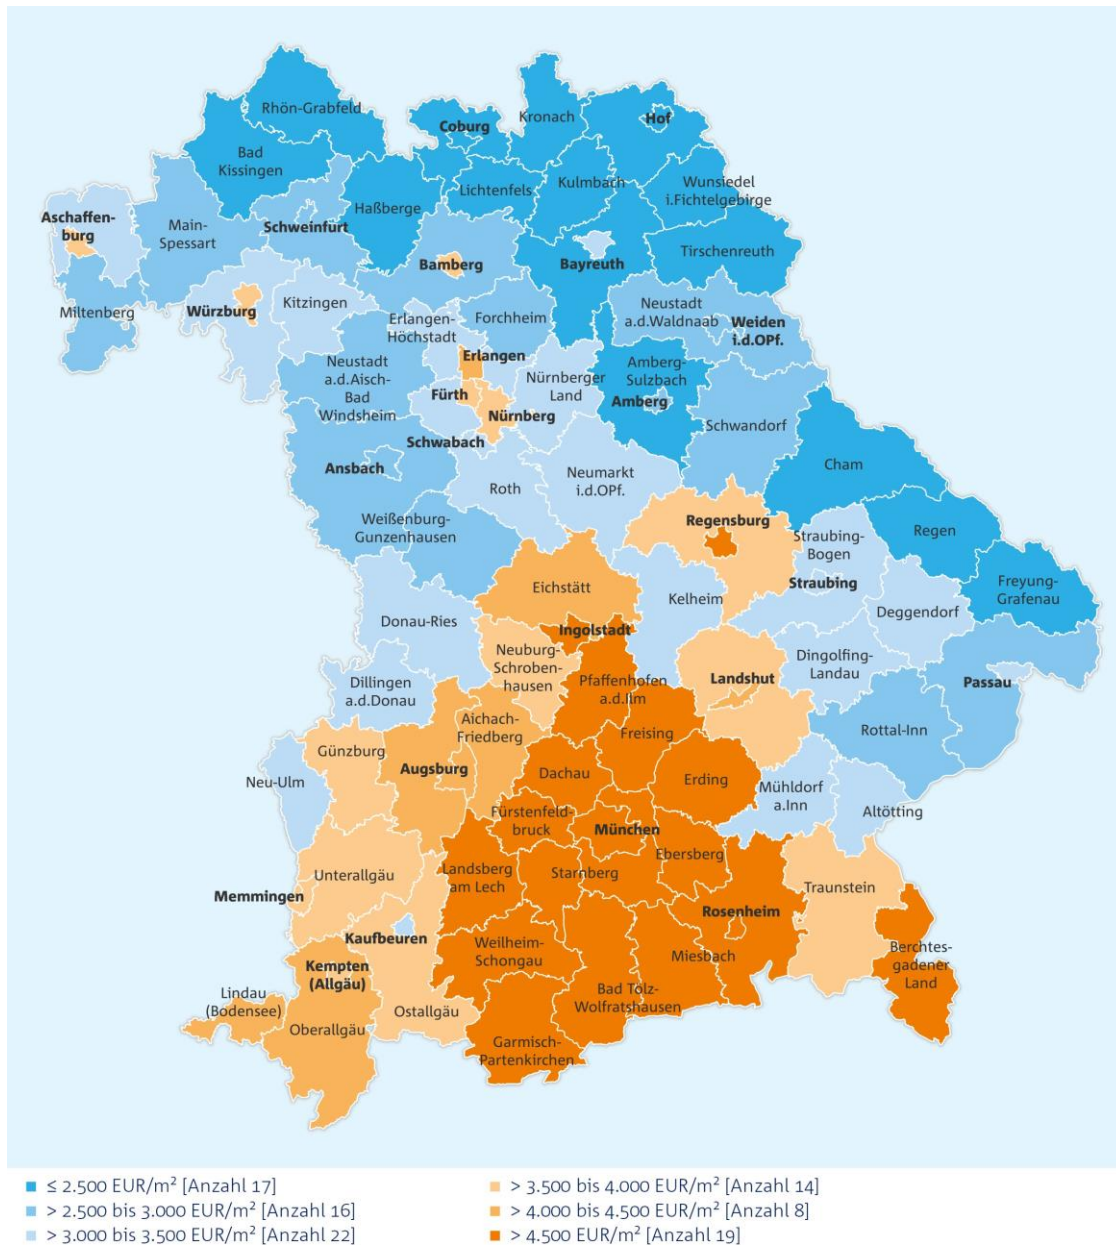 Rhön-Grabfeld
Bad
Kissingen
Coburg
Kronach
Hof
Lichtenfels
Kulmbach
Wunsiedel
i.Fichtelgebirge
Haßberge
Schweinfurt
Main-
Spessart
Aschaffen-
burg
Bamberg
Bayreuth
Tirschenreuth
Miltenberg
Würzburg
Kitzingen
Erlangen-
Höchstadt
Forchheim
Neustadt
a.d.Waldnaab
Weiden
i.d.OPf.
Neustadt
a.d.Aisch-
Bad
Windsheim
Erlangen
Fürth
Nürnberg
Nürnberger
Land
Amberg-
Sulzbach
Amberg
Schwandorf
Schwabach
Ansbach
Roth
Neumarkt
i.d.OPf.
Cham
Weißenburg-
Gunzenhausen
Regensburg
Straubing-
Bogen
Regen
Straubing
Freyung-
Grafenau
Eichstätt
Kelheim
Deggendorf
Donau-Ries
Ingolstadt
Neuburg-
Schroben-
hausen
Dillingen
a.d.Donau
Pfaffenhofen
a.d.Ilm
Landshut
Dingolfing-
Landau
Passau
Aichach-
Friedberg
Freising
Rottal-Inn
Günzburg
Augsburg
Dachau
Erding
Neu-Ulm
Mühldorf
a.Inn
Altötting
Fürstenfeld-
bruck
München
Ebersberg
Landsberg
am Lech
Starnberg
Unterallgäu
Memmingen
Traunstein
Rosenheim
Kaufbeuren
Weilheim-
Schongau
Miesbach
Berchtes-
gadener
Land
Kempten
(Allgäu)
Bad Tölz-
Wolfratshausen
Lindau
(Bodensee)
Oberallgäu
Ostallgäu
Garmisch-
Partenkirchen
≤ 2.500 EUR/m² [Anzahl 17]
> 2.500 bis 3.000 EUR/m² [Anzahl 16]
> 3.000 bis 3.500 EUR/m² [Anzahl 22]
> 3.500 bis 4.000 EUR/m² [Anzahl 14]
> 4.000 bis 4.500 EUR/m² [Anzahl 8]
> 4.500 EUR/m² [Anzahl 19]